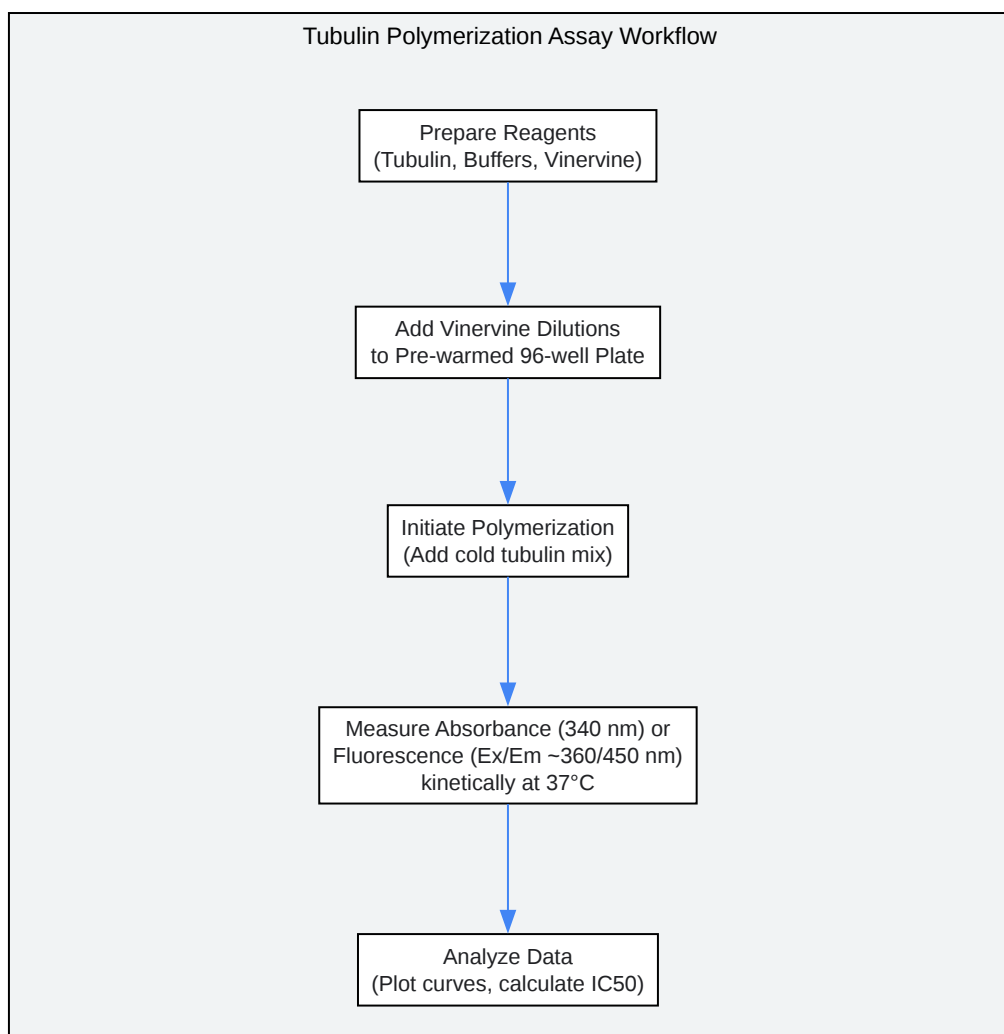 Tubulin Polymerization Assay Workflow
Prepare Reagents
(Tubulin, Buffers, Vinervine)
Add Vinervine Dilutions
to Pre-warmed 96-well Plate
Initiate Polymerization
(Add cold tubulin mix)
Measure Absorbance (340 nm) or
Fluorescence (Ex/Em ~360/450 nm)
kinetically at 37°C
Analyze Data
(Plot curves, calculate IC50)